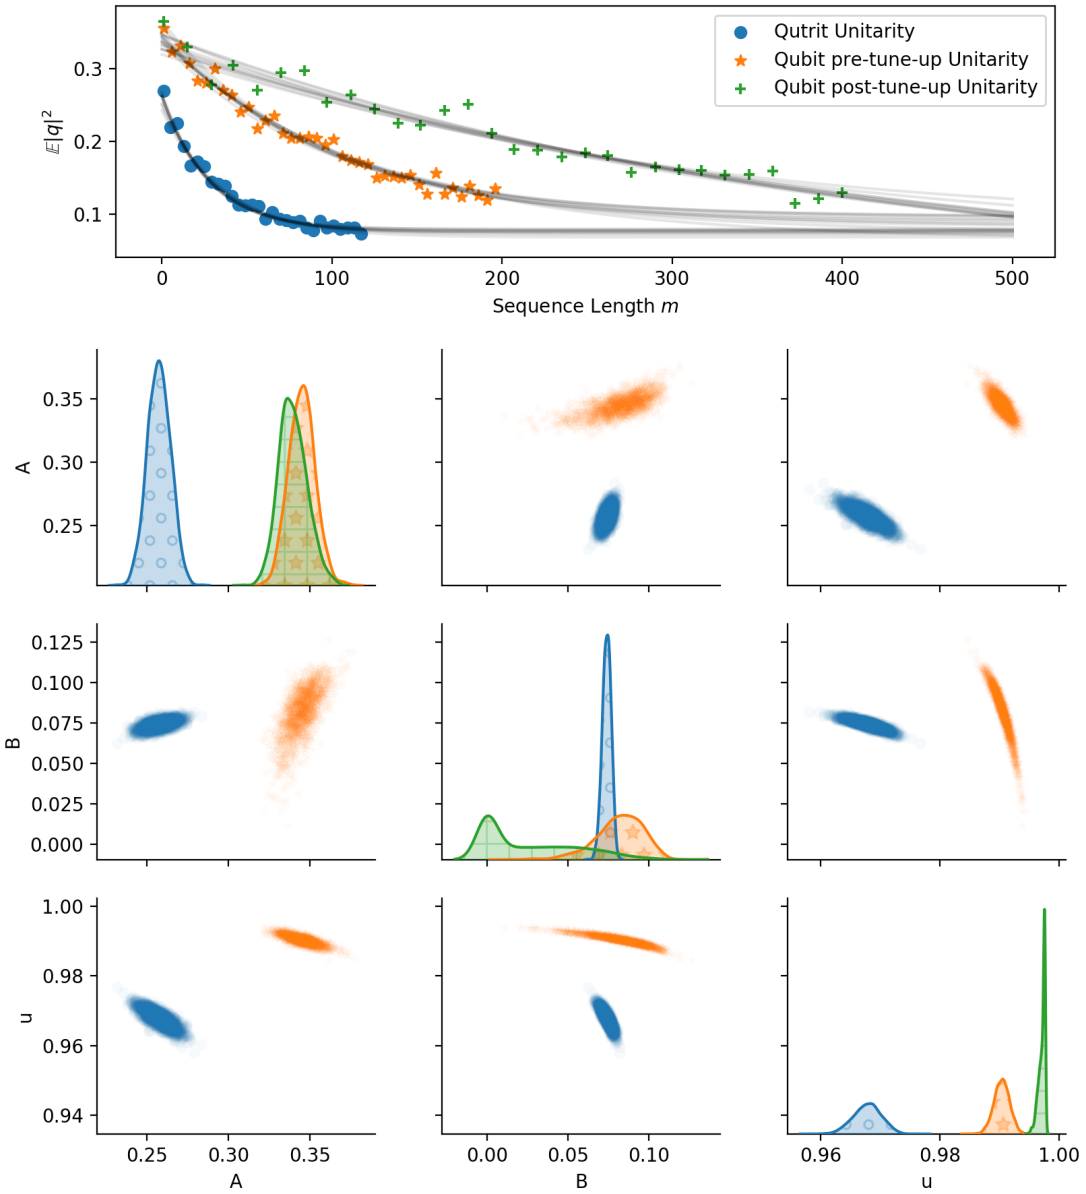 Qutrit Unitarity
Qubit pre-tune-up Unitarity
Qubit post-tune-up Unitarity
𝔼|q|²
0.3
0.2
0.1
0 100 200 300 400 500
Sequence Length m
A
0.35
0.30
0.25
B
0.125
0.100
0.075
0.050
0.025
0.000
u
1.00
0.98
0.96
0.94
0.25 0.30 0.35 0.00 0.05 0.10 0.96 0.98 1.00
A B u